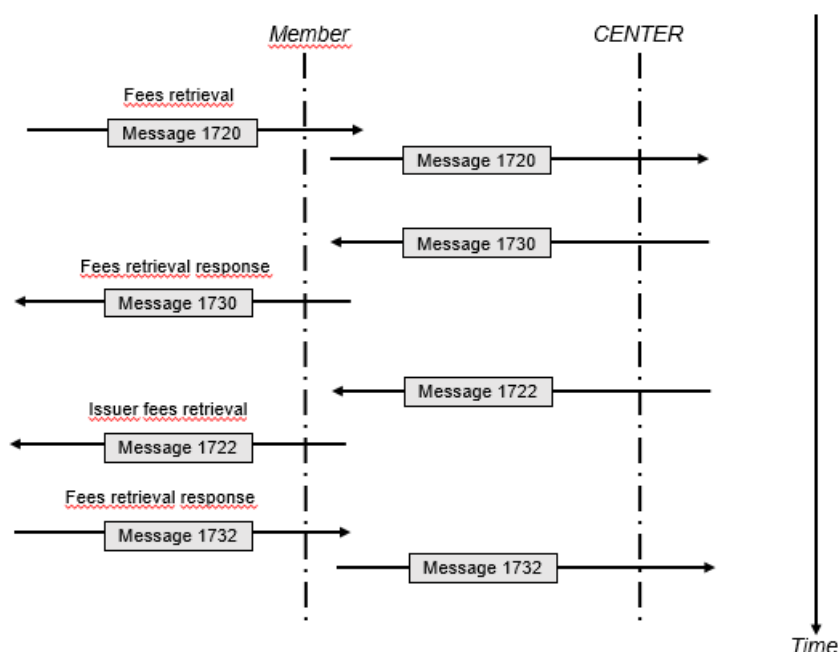 Member
CENTER
Fees retrieval
Message 1720
Message 1720
Message 1730
Fees retrieval response
Message 1730
Message 1722
Issuer fees retrieval
Message 1722
Fees retrieval response
Message 1732
Message 1732
Time